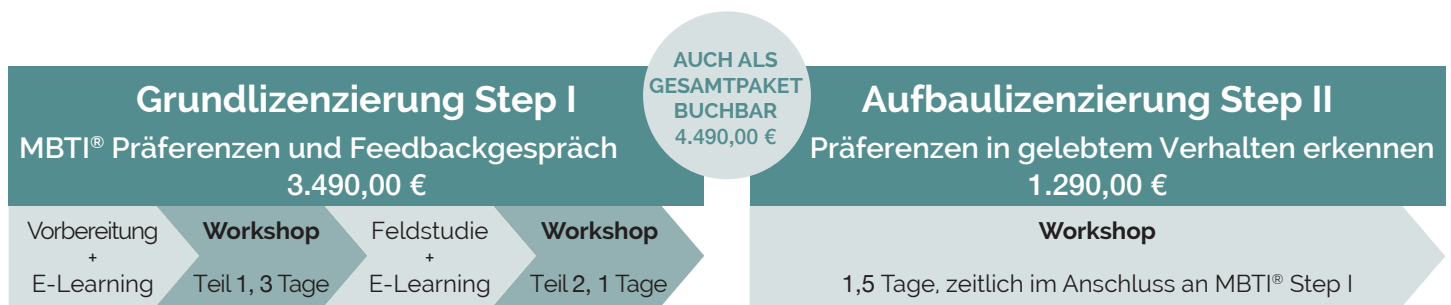 Grundlizenzierung Step I
MBTI® Präferenzen und Feedbackgespräch
3.490,00 €
Vorbereitung
+
E-Learning
Workshop
Teil 1, 3 Tage
Feldstudie
+
E-Learning
Workshop
Teil 2, 1 Tage
AUCH ALS
GESAMTPAKET
BUCHBAR
4.490,00 €
Aufbaulizenzierung Step II
Präferenzen in gelebtem Verhalten erkennen
1.290,00 €
Workshop
1,5 Tage, zeitlich im Anschluss an MBTI® Step I